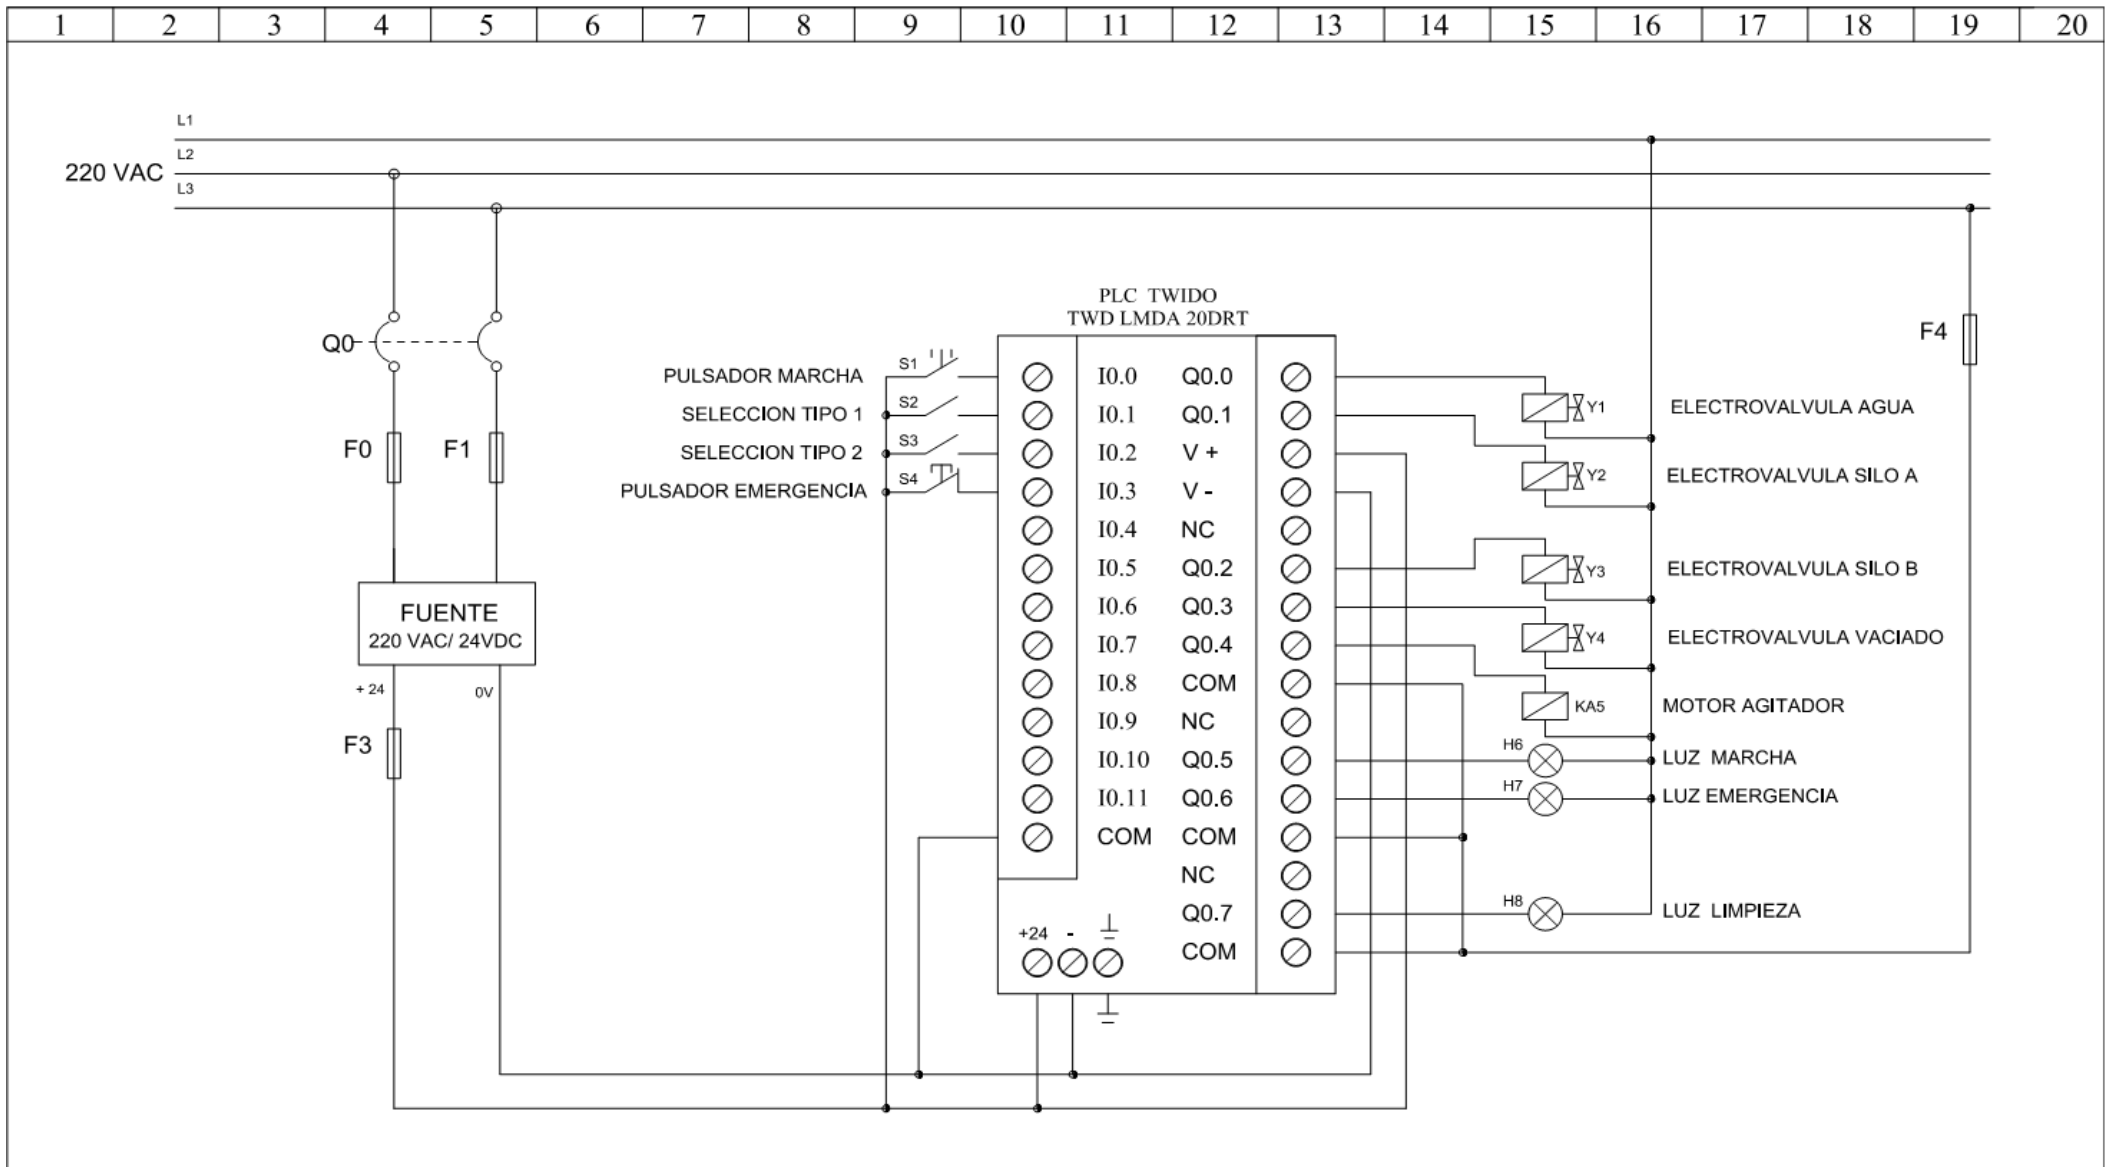 1 2 3 4 5 6 7 8 9 10 11 12 13 14 15 16 17 18 19 20
L1
220 VAC
L2
L3
PLC TWIDO
TWD LMDA 20DRT
Q0
F4
PULSADOR MARCHA S1 I0.0 Q0.0
SELECCION TIPO 1 S2 I0.1 Q0.1
Y1 ELECTROVALVULA AGUA
SELECCION TIPO 2 S3 I0.2 V +
F0 F1
PULSADOR EMERGENCIA S4 I0.3 V -
Y2 ELECTROVALVULA SILO A
I0.4 NC
I0.5 Q0.2
Y3 ELECTROVALVULA SILO B
FUENTE
220 VAC/ 24VDC
I0.6 Q0.3
I0.7 Q0.4
Y4 ELECTROVALVULA VACIADO
+ 24 0V
I0.8 COM
KA5 MOTOR AGITADOR
I0.9 NC
F3
I0.10 Q0.5
H6 LUZ MARCHA
I0.11 Q0.6
H7 LUZ EMERGENCIA
COM COM
NC
Q0.7
H8 LUZ LIMPIEZA
+24 -
COM